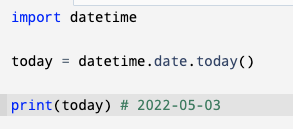 import datetime
today = datetime.date.today()
print(today) # 2022-05-03